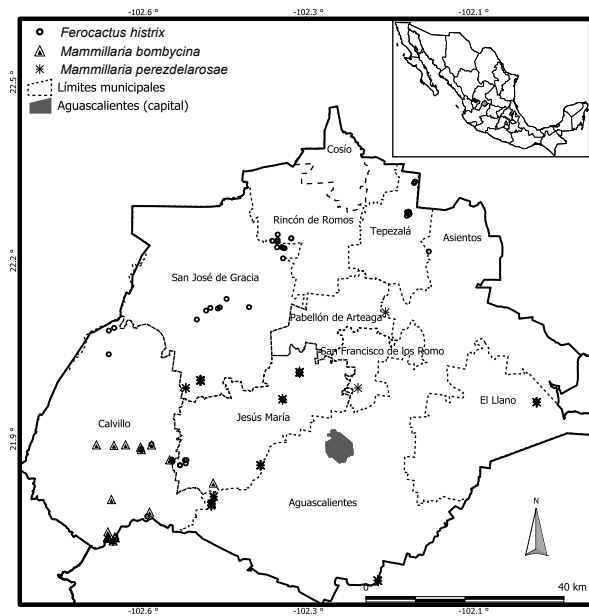 -102.6 ° -102.3 ° -102.1 °
Ferocactus histrix
Mammillaria bombycina
Mammillaria perezdelarosae
Límites municipales
Aguascalientes (capital)
22.5 °
Cosío
Rincón de Romos
Tepezalá
Asientos
22.2 °
San José de Gracia
Pabellón de Arteaga
San Francisco de los Romo
El Llano
Jesús María
Calvillo
21.9 °
Aguascalientes
N
0 40 km
-102.6 ° -102.3 ° -102.1 °